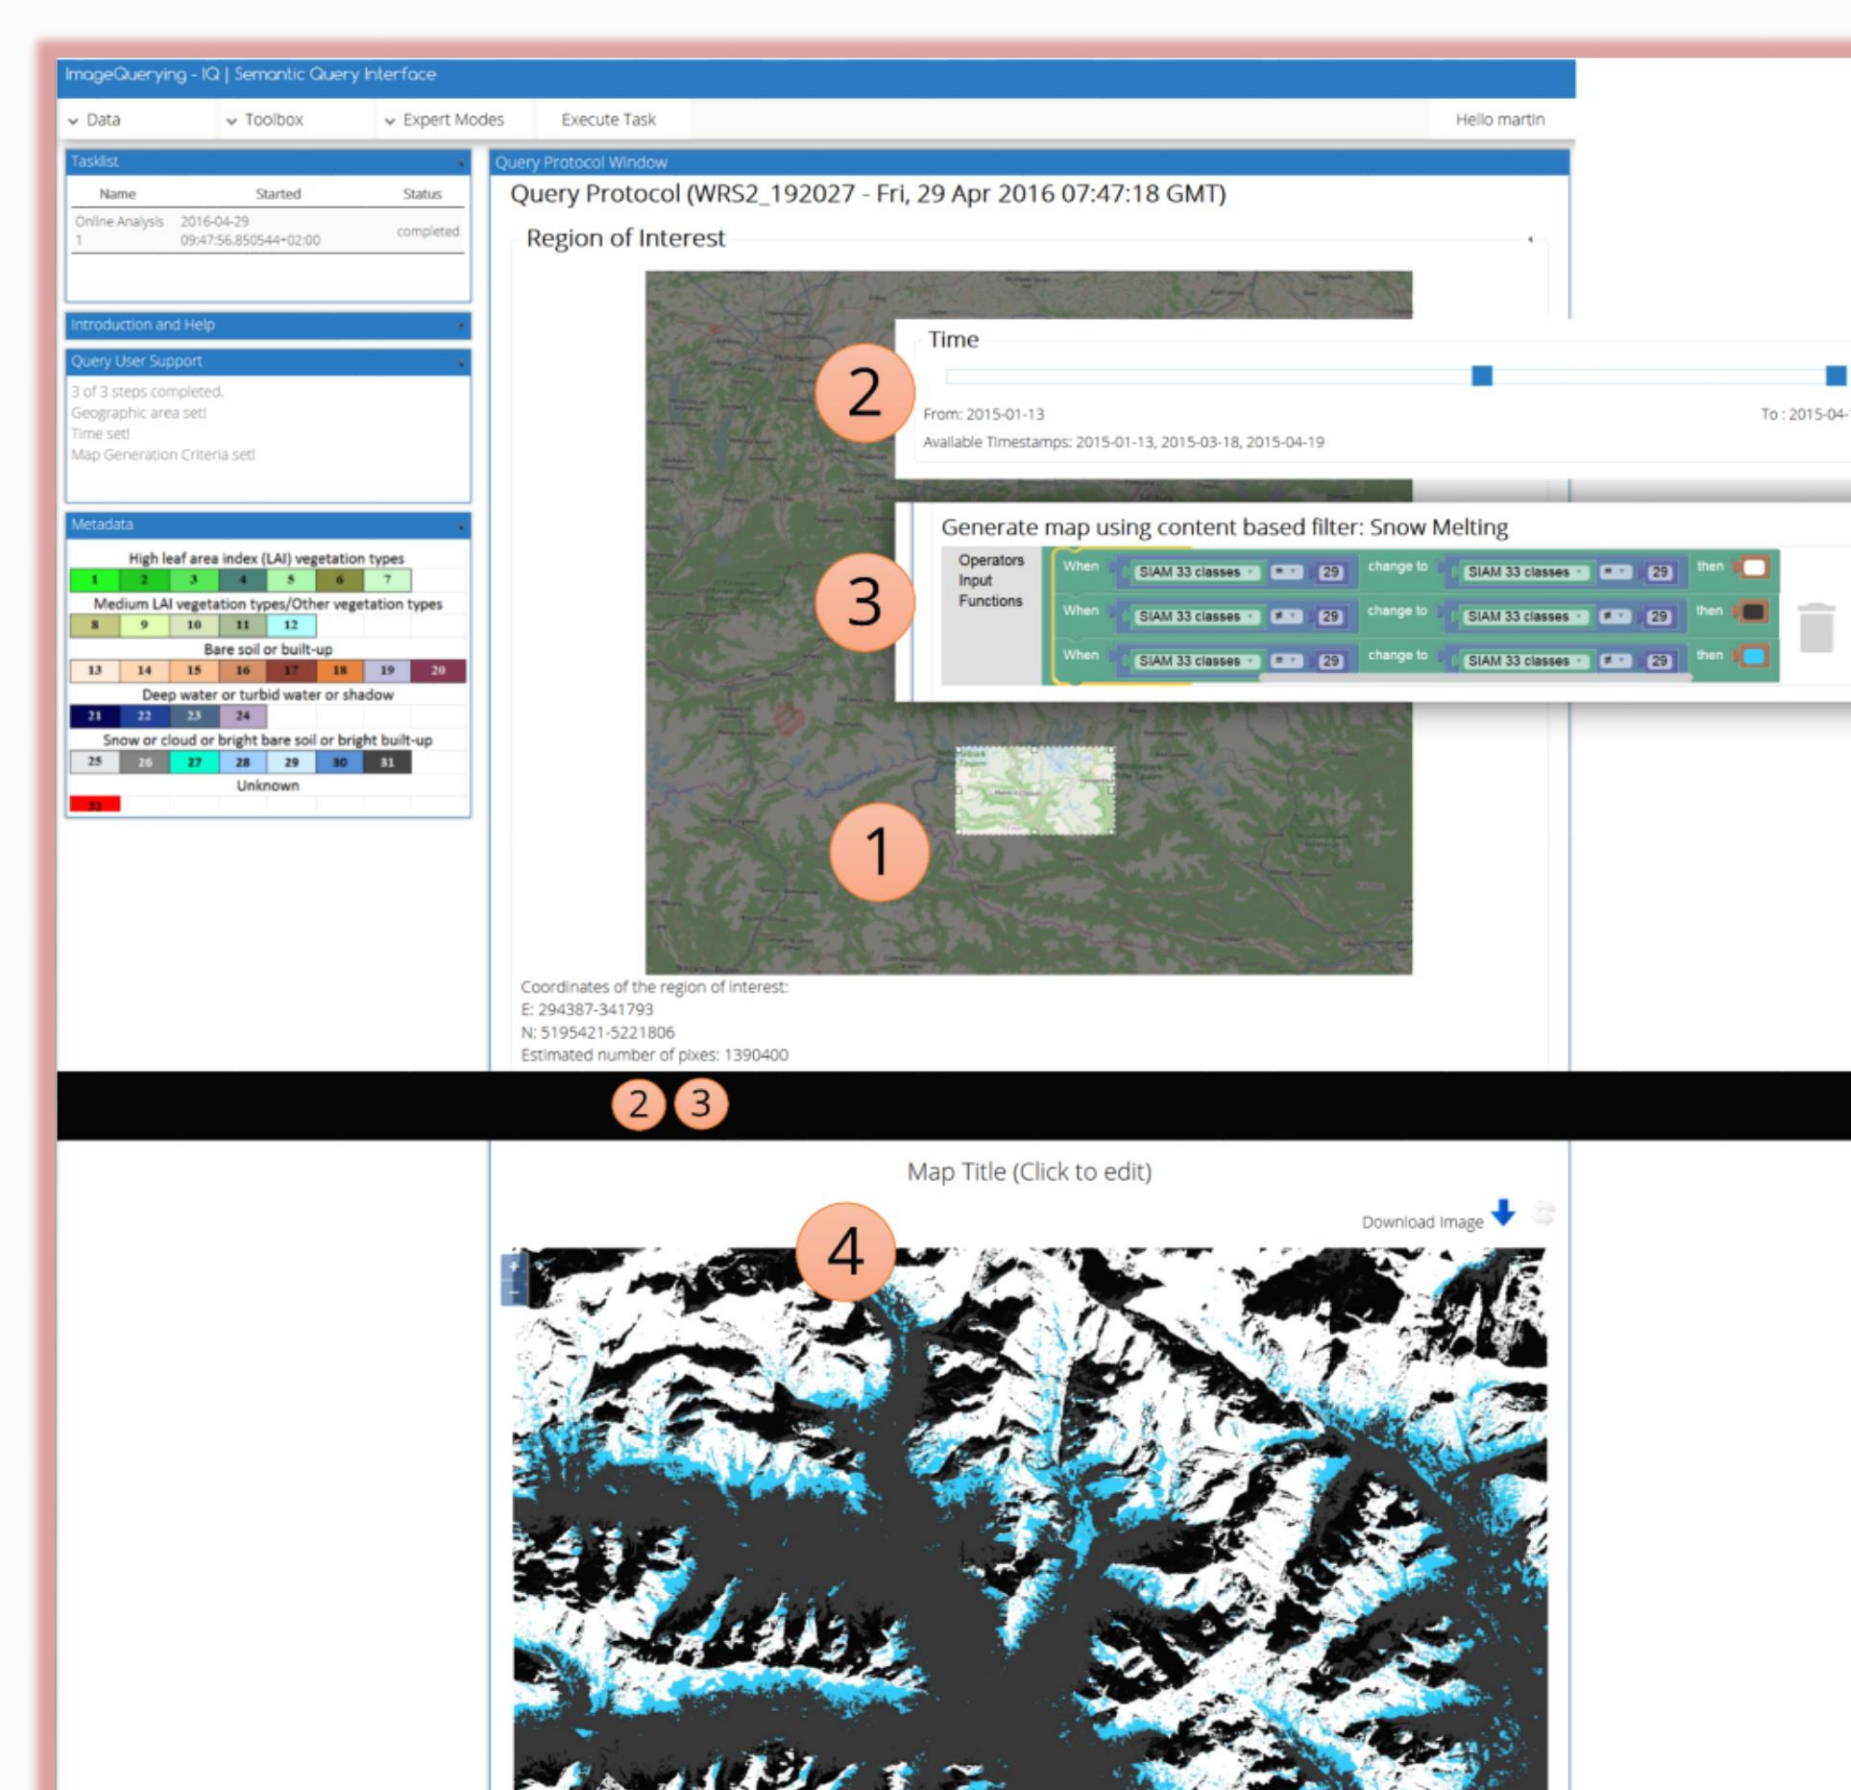 ImageQuerying - IQ | Semantic Query Interface
Data Toolbox Expert Modes Execute Task Hello martin
Tasklist
Name Started Status
Online Analysis 1 2016-04-29 09:47:56.850544+02:00 completed
Introduction and Help
Query User Support
3 of 3 steps completed.
Geographic area set!
Time set!
Map Generation Criteria set!
Metadata
High leaf area index (LAI) vegetation types
1 2 3 4 5 6 7
Medium LAI vegetation types/Other vegetation types
8 9 10 11 12
Bare soil or built-up
13 14 15 16 17 18 19 20
Deep water or turbid water or shadow
21 22 23 24
Snow or cloud or bright bare soil or bright built-up
25 26 27 28 29 30 31
Unknown
32
Query Protocol Window
Query Protocol (WRS2_192027 - Fri, 29 Apr 2016 07:47:18 GMT)
Region of Interest
2
Time
From: 2015-01-13
To : 2015-04-
Available Timestamps: 2015-01-13, 2015-03-18, 2015-04-19
3
Generate map using content based filter: Snow Melting
Operators
Input
Functions
When SIAM 33 classes = 29 change to SIAM 33 classes = 29 then
When SIAM 33 classes ≠ 29 change to SIAM 33 classes ≠ 29 then
When SIAM 33 classes = 29 change to SIAM 33 classes ≠ 29 then
1
Coordinates of the region of interest:
E: 294387-341793
N: 5195421-5221806
Estimated number of pixes: 1390400
2 3
Map Title (Click to edit)
Download Image
4
+
-